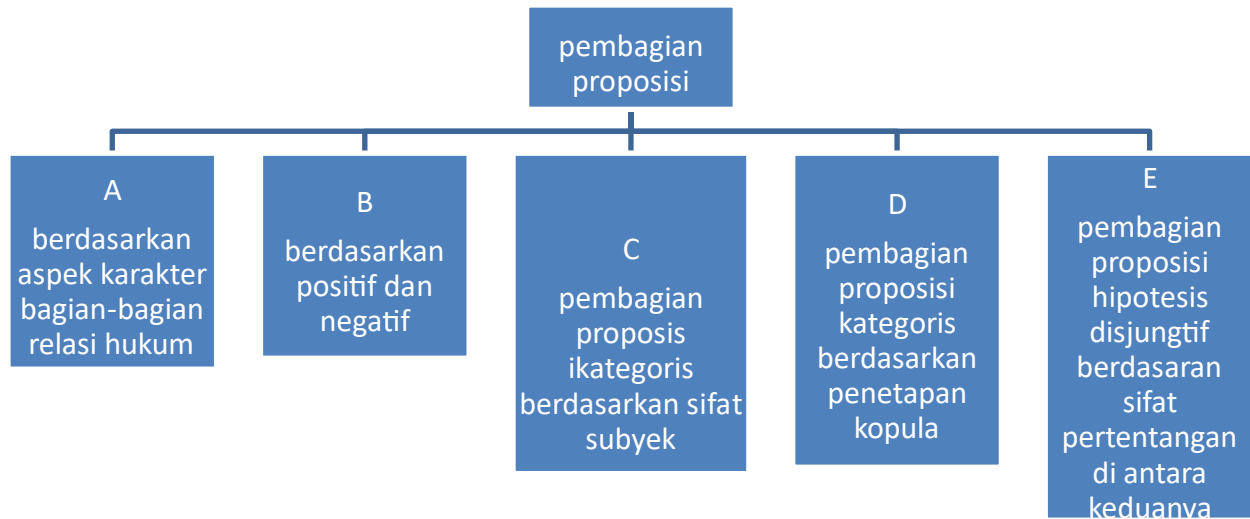 pembagian
proposisi
A
berdasarkan
aspek karakter
bagian-bagian
relasi hukum
B
berdasarkan
positif dan
negatif
C
pembagian
proposis
ikategoris
berdasarkan sifat
subyek
D
pembagian
proposisi
kategoris
berdasarkan
penetapan
kopula
E
pembagian
proposisi
hipotesis
disjungtif
berdasaran
sifat
pertentangan
di antara
keduanya